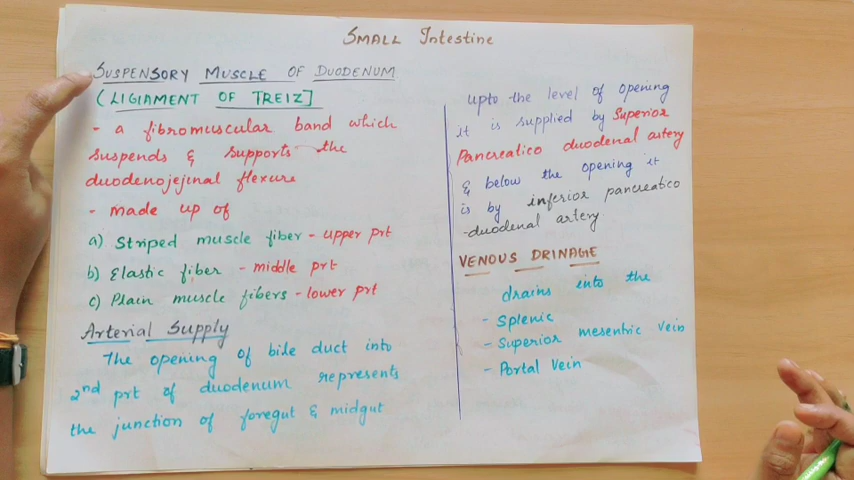 SMALL Intestine
SUSPENSORY MUSCLE OF DUODENUM
(LIGIAMENT OF TREIZ]
- a fibromuscular band which
suspends & supports the
duodenojejinal flexure
- made up of
a) Striped muscle fiber - upper prt
b) Elastic fiber - middle prt
c) Plain muscle fibers - lower prt
Arterial Supply
The opening of bile duct into
2nd prt of duodenum represents
the junction of foregut & midgut
upto the level of opening
it is supplied by Superior
Pancreatico duodenal artery
& below the opening it
is by inferior pancreatico
-duodenal artery
VENOUS DRINAGE
drains into the
- Splenic
- Superior mesentric vein
- Portal Vein